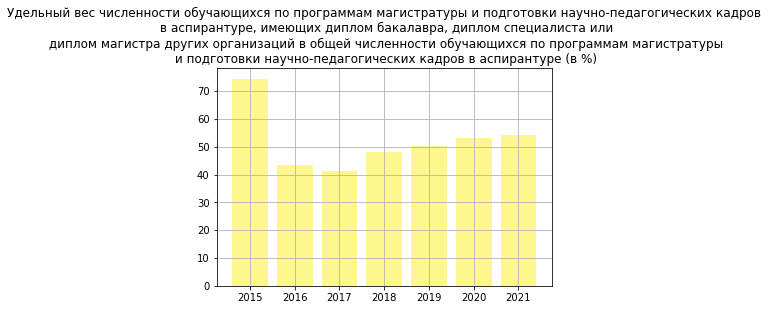 Удельный вес численности обучающихся по программам магистратуры и подготовки научно-педагогических кадров
в аспирантуре, имеющих диплом бакалавра, диплом специалиста или
диплом магистра других организаций в общей численности обучающихся по программам магистратуры
и подготовки научно-педагогических кадров в аспирантуре (в %)
70
60
50
40
30
20
10
0
2015 2016 2017 2018 2019 2020 2021